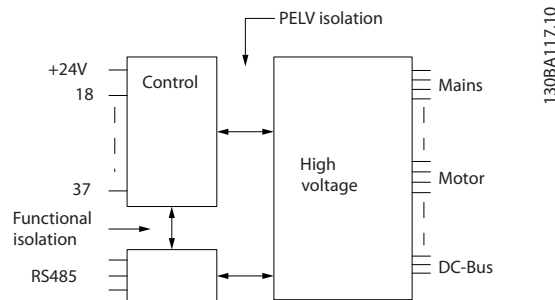 PELV isolation
+24V
Control
18
Mains
High
voltage
Motor
37
Functional
isolation
RS485
DC-Bus
130BA117.10